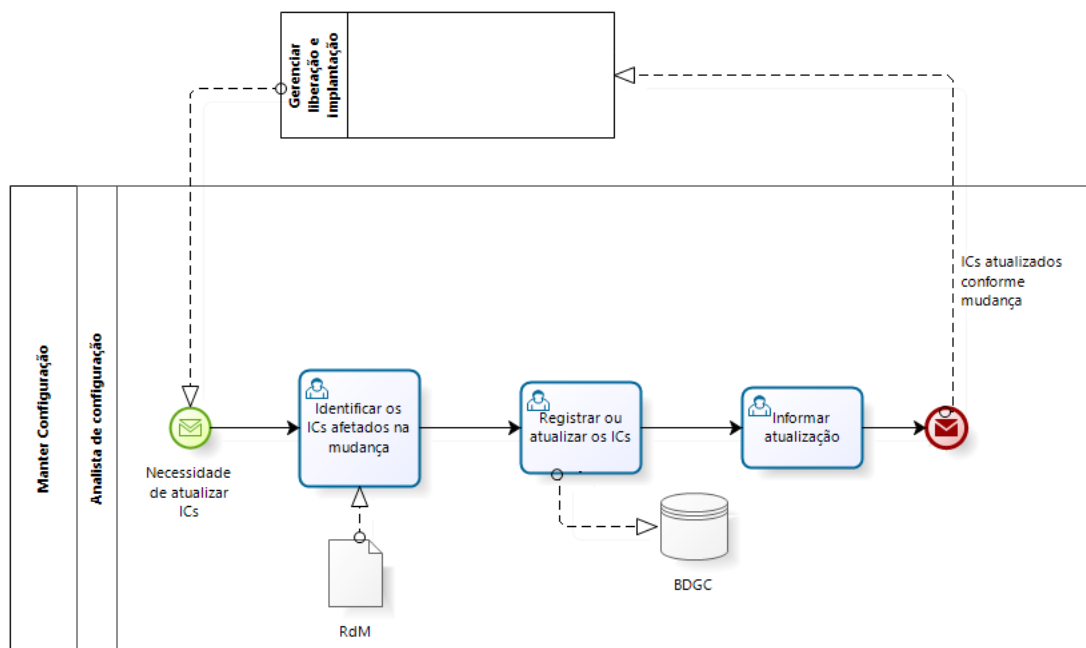 Gerenciar
liberação e
implantação
ICs atualizados
conforme
mudança
Manter Configuração
Analista de configuração
Necessidade
de atualizar
ICs
Identificar os
ICs afetados na
mudança
Registrar ou
atualizar os ICs
Informar
atualização
RdM
BDGC